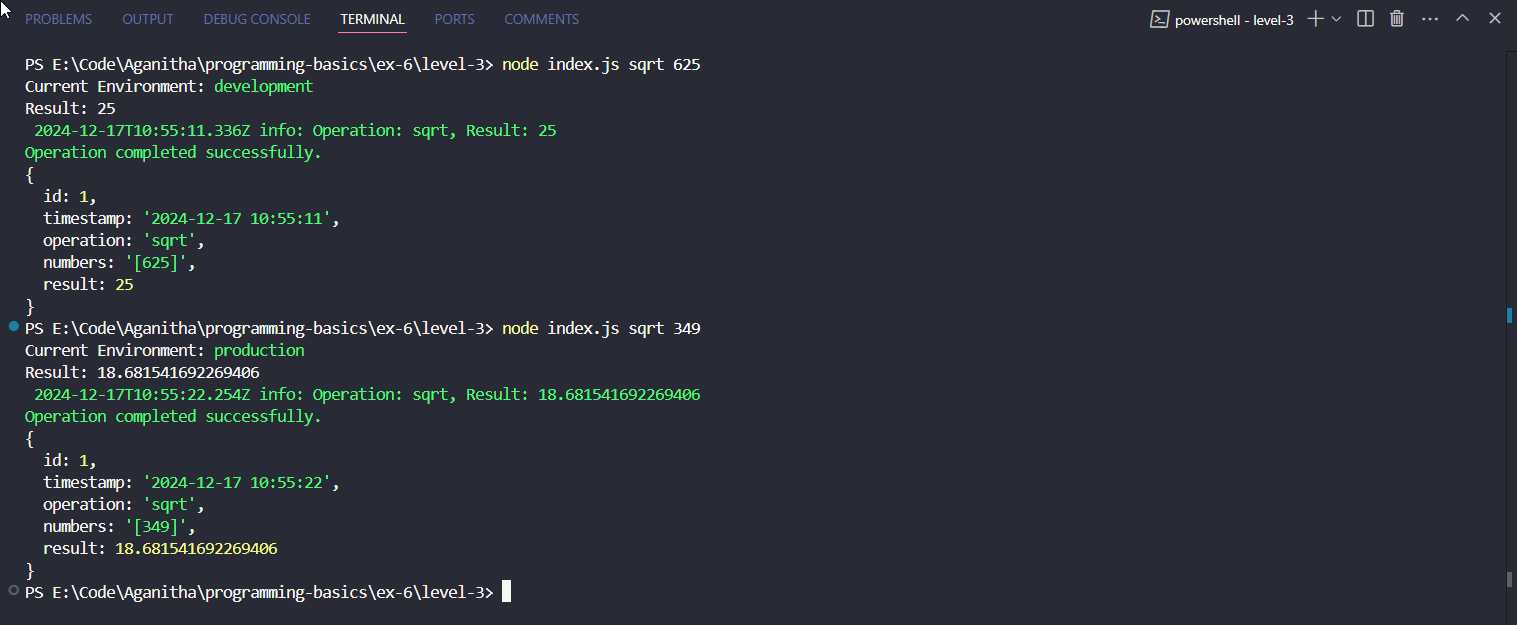 PROBLEMS OUTPUT DEBUG CONSOLE TERMINAL PORTS COMMENTS powershell - level-3
PS E:\Code\Aganitha\programming-basics\ex-6\level-3> node index.js sqrt 625
Current Environment: development
Result: 25
 2024-12-17T10:55:11.336Z info: Operation: sqrt, Result: 25
Operation completed successfully.
{
  id: 1,
  timestamp: '2024-12-17 10:55:11',
  operation: 'sqrt',
  numbers: '[625]',
  result: 25
}
PS E:\Code\Aganitha\programming-basics\ex-6\level-3> node index.js sqrt 349
Current Environment: production
Result: 18.681541692269406
 2024-12-17T10:55:22.254Z info: Operation: sqrt, Result: 18.681541692269406
Operation completed successfully.
{
  id: 1,
  timestamp: '2024-12-17 10:55:22',
  operation: 'sqrt',
  numbers: '[349]',
  result: 18.681541692269406
}
PS E:\Code\Aganitha\programming-basics\ex-6\level-3>